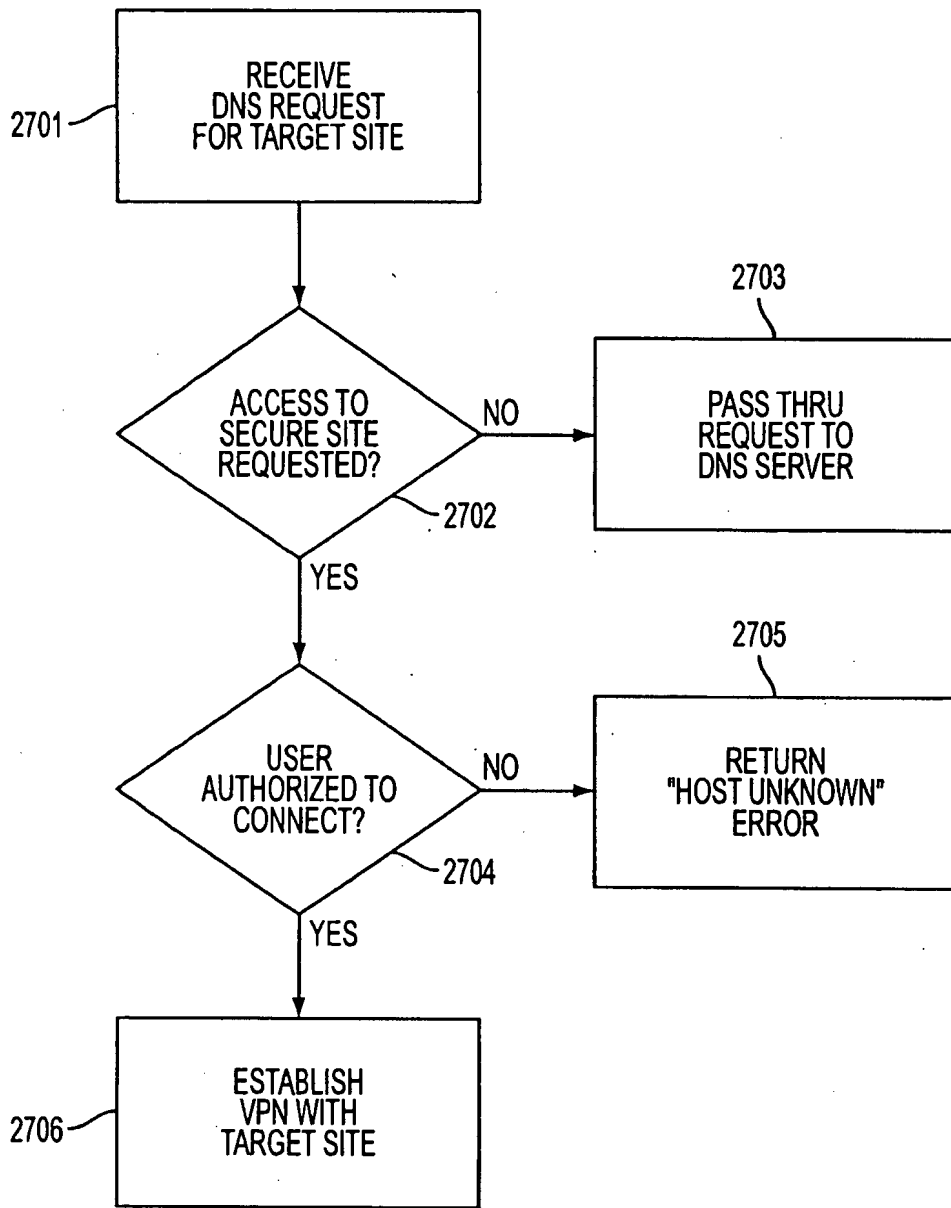 2701
RECEIVE
DNS REQUEST
FOR TARGET SITE
ACCESS TO
SECURE SITE
REQUESTED?
2702
NO
2703
PASS THRU
REQUEST TO
DNS SERVER
YES
USER
AUTHORIZED TO
CONNECT?
2704
NO
2705
RETURN
"HOST UNKNOWN"
ERROR
YES
2706
ESTABLISH
VPN WITH
TARGET SITE